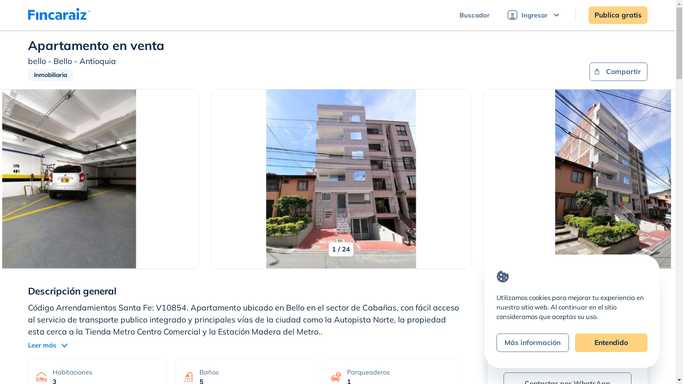 Fincaraiz
Buscador
Ingresar
Publica gratis
Apartamento en venta
bello - Bello - Antioquia
Inmobiliaria
Compartir
1 / 24
Descripción general
Código Arrendamientos Santa Fe: V10854. Apartamento ubicado en Bello en el sector de Cabañas, con fácil acceso
al servicio de transporte publico integrado y principales vías de la ciudad como la Autopista Norte, la propiedad
esta cerca a la Tienda Metro Centro Comercial y la Estación Madera del Metro..
Leer más
Habitaciones
3
Baños
5
Parqueaderos
1
Utilizamos cookies para mejorar tu experiencia en
nuestro sitio web. Al continuar en el sitio
consideramos que aceptas su uso.
Más información
Entendido
Contactar por WhatsApp